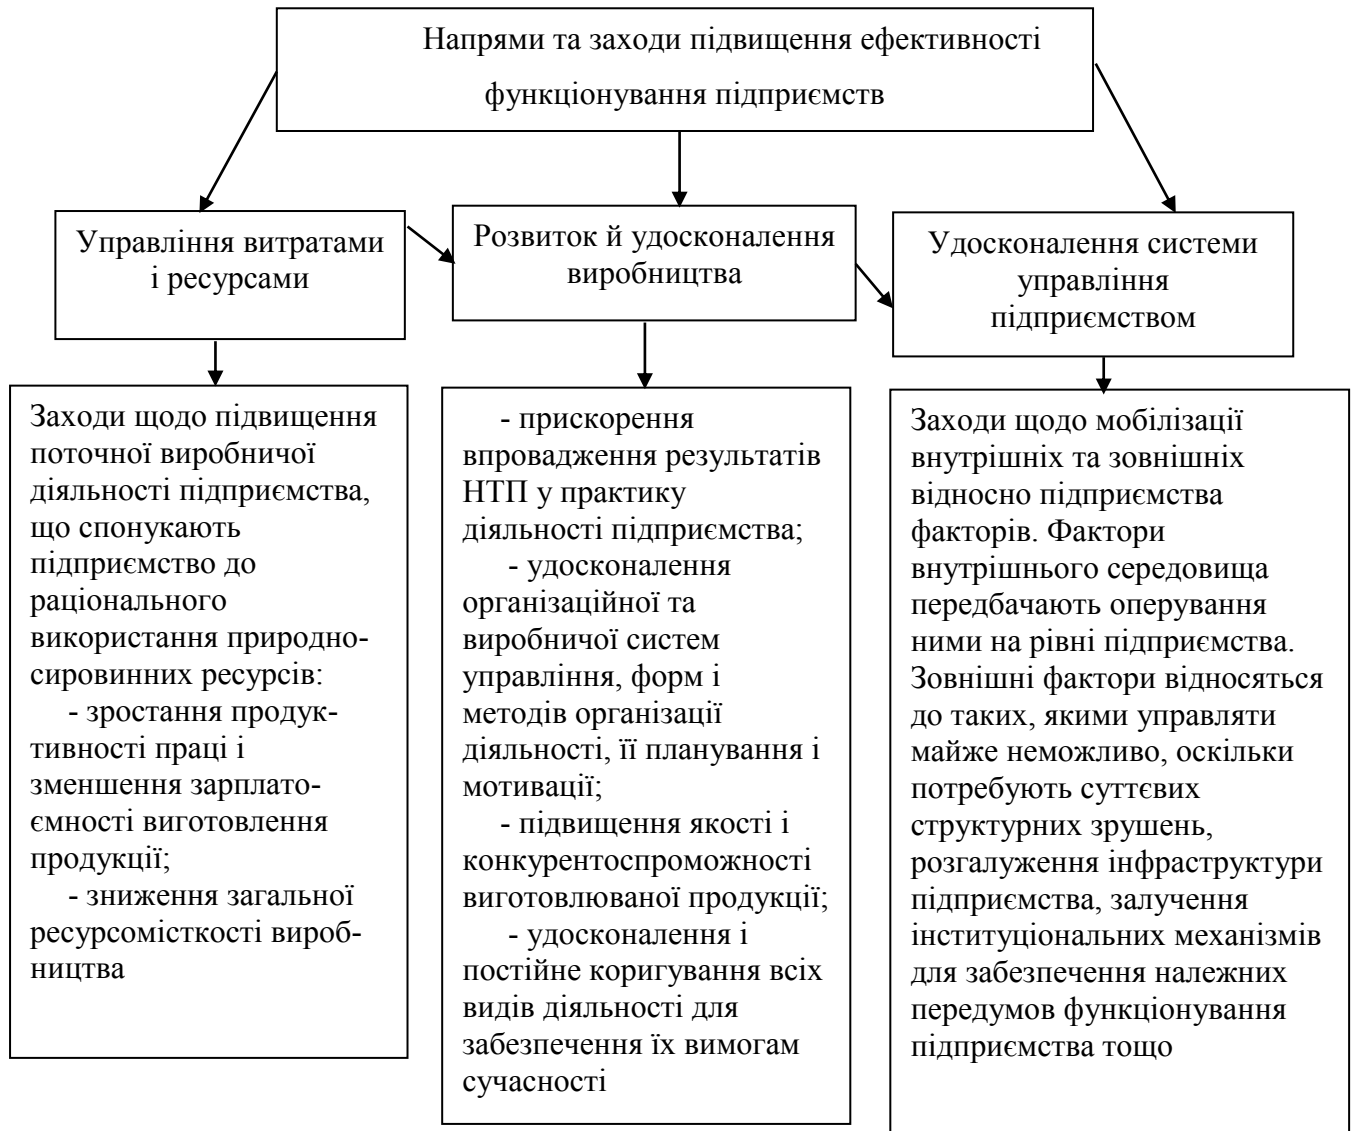 Напрями та заходи підвищення ефективності
функціонування підприємств
Управління витратами
і ресурсами
Розвиток й удосконалення
виробництва
Удосконалення системи
управління
підприємством
Заходи щодо підвищення
поточної виробничої
діяльності підприємства,
що спонукають
підприємство до
раціонального
використання природно-
сировинних ресурсів:
- зростання продук-
тивності праці і
зменшення зарплато-
ємності виготовлення
продукції;
- зниження загальної
ресурсомісткості вироб-
ництва
- прискорення
впровадження результатів
НТП у практику
діяльності підприємства;
- удосконалення
організаційної та
виробничої систем
управління, форм і
методів організації
діяльності, її планування і
мотивації;
- підвищення якості і
конкурентоспроможності
виготовлюваної продукції;
- удосконалення і
постійне коригування всіх
видів діяльності для
забезпечення їх вимогам
сучасності
Заходи щодо мобілізації
внутрішніх та зовнішніх
відносно підприємства
факторів. Фактори
внутрішнього середовища
передбачають оперування
ними на рівні підприємства.
Зовнішні фактори відносяться
до таких, якими управляти
майже неможливо, оскільки
потребують суттєвих
структурних зрушень,
розгалуження інфраструктури
підприємства, залучення
інституціональних механізмів
для забезпечення належних
передумов функціонування
підприємства тощо